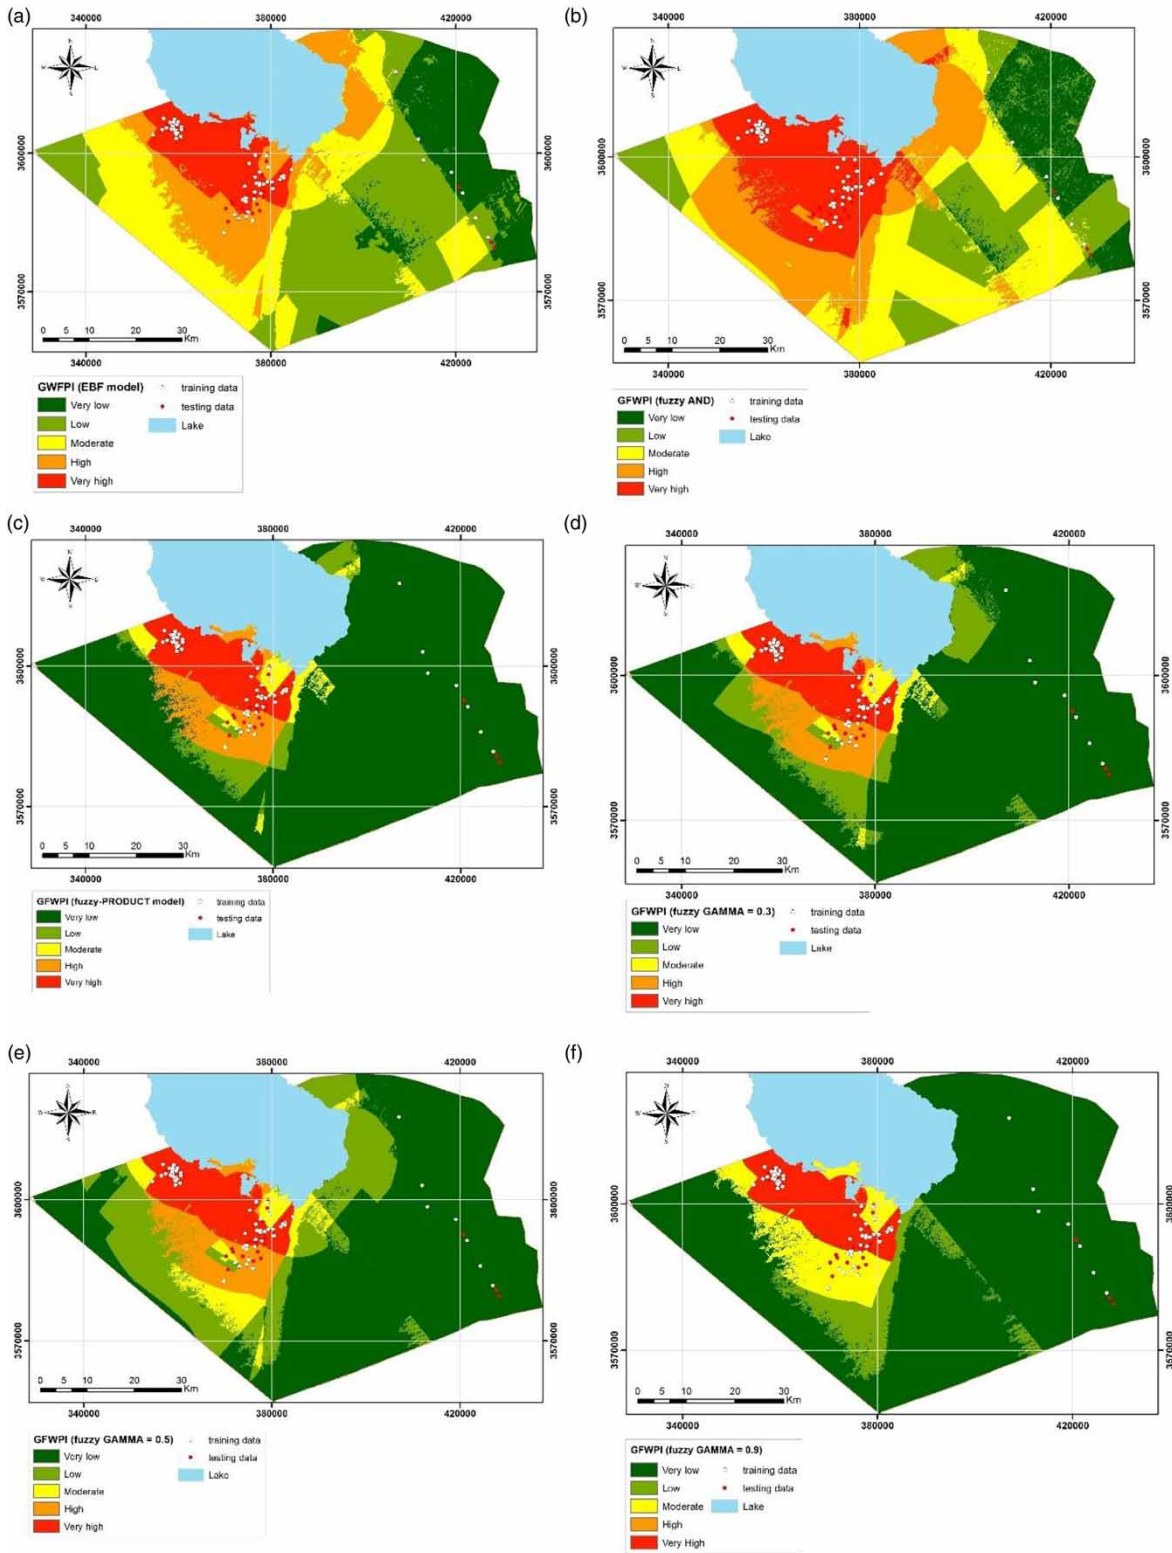 (a)
340000 380000 420000
3600000 3600000
3570000 3570000
0 5 10 20 30
Km
340000 380000 420000
GWFPI (EBF model)
training data
Very low
testing data
Low
Lake
Moderate
High
Very high
(b)
340000 380000 420000
3600000 3600000
3570000 3570000
0 5 10 20 30
Km
340000 380000 420000
GFWPI (fuzzy AND)
training data
Very low
testing data
Low
Lake
Moderate
High
Very high
(c)
340000 380000 420000
3600000 3600000
3570000 3570000
0 5 10 20 30
Km
340000 380000 420000
GFWPI (fuzzy-PRODUCT model)
training data
Very low
testing data
Low
Lake
Moderate
High
Very high
(d)
340000 380000 420000
3600000 3600000
3570000 3570000
0 5 10 20 30
Km
340000 380000 420000
GFWPI (fuzzy GAMMA = 0.3)
training data
Very low
testing data
Low
Lake
Moderate
High
Very high
(e)
340000 380000 420000
3600000 3600000
3570000 3570000
0 5 10 20 30
Km
340000 380000 420000
GFWPI (fuzzy GAMMA = 0.5)
training data
Very low
testing data
Low
Lake
Moderate
High
Very high
(f)
340000 380000 420000
3600000 3600000
3570000 3570000
0 5 10 20 30
Km
340000 380000 420000
GFWPI (fuzzy GAMMA = 0.9)
Very low
training data
Low
testing data
Moderate
Lake
High
Very High